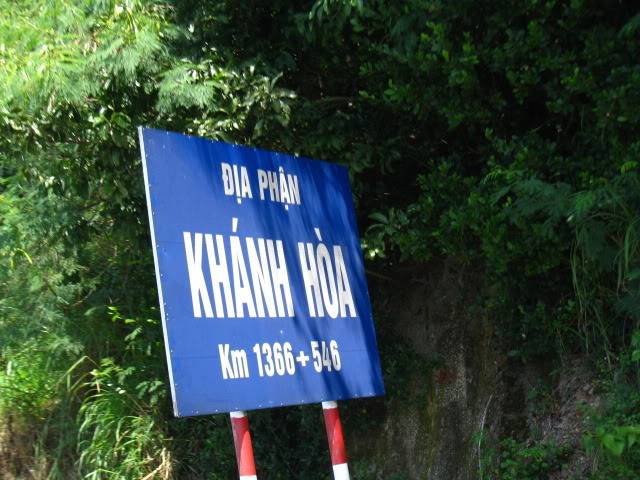 ĐỊA PHẬN
KHÁNH HÒA
Km 1366+546